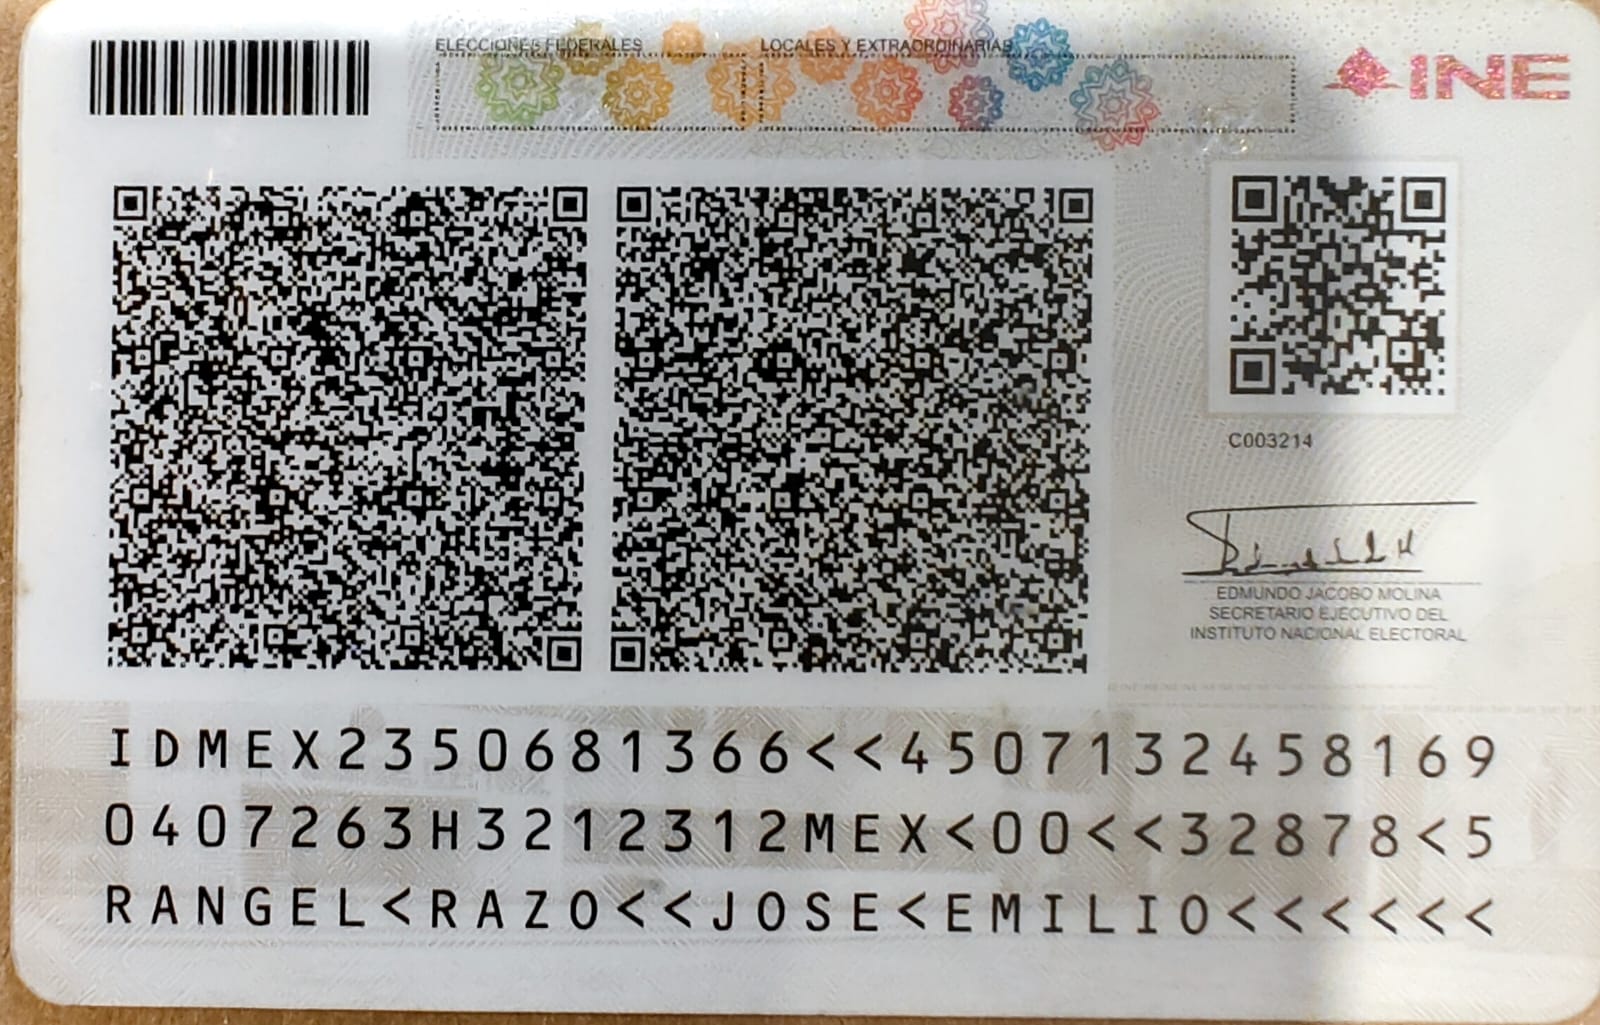 ELECCIONES FEDERALES LOCALES Y EXTRAORDINARIAS
INE
C003214
EDMUNDO JACOBO MOLINA
SECRETARIO EJECUTIVO DEL
INSTITUTO NACIONAL ELECTORAL
IDMEX2350681366<<4507132458169
0407263H3212312MEX<00<<32878<5
RANGEL<RAZO<<JOSE<EMILIO<<<<<<